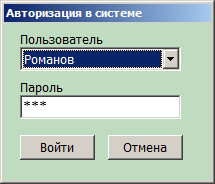 Авторизация в системе
Пользователь
Романов
Пароль
***
Войти
Отмена